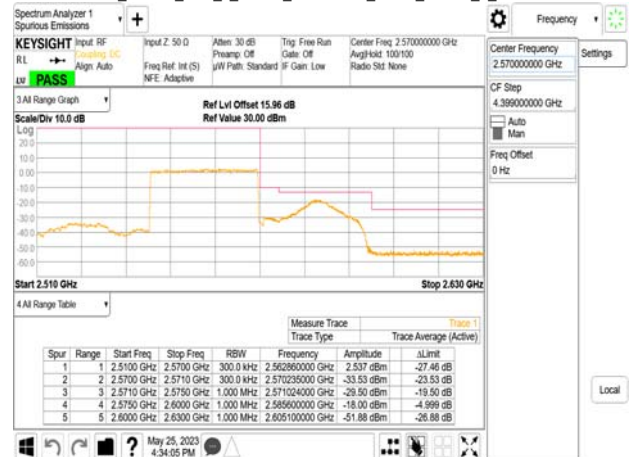 Spectrum Analyzer 1
Spurious Emissions
Frequency
KEYSIGHT
Input: RF
Coupling: DC
Align: Auto
Input Z: 50 Ω
Freq Ref: Int (S)
NFE: Adaptive
Atten: 30 dB
Preamp: Off
µW Path: Standard
Trig: Free Run
Gate: Off
IF Gain: Low
Center Freq: 2.570000000 GHz
Avg|Hold: 100/100
Radio Std: None
RL
LU
PASS
Center Frequency
2.570000000 GHz
Settings
CF Step
4.399000000 GHz
Auto
Man
Freq Offset
0 Hz
3 All Range Graph
Ref Lvl Offset 15.96 dB
Scale/Div 10.0 dB
Ref Value 30.00 dBm
Log
20.0
10.0
0.00
-10.0
-20.0
-30.0
-40.0
-50.0
-60.0
Start 2.510 GHz
Stop 2.630 GHz
4 All Range Table
Measure Trace Trace 1
Trace Type Trace Average (Active)
Spur Range Start Freq Stop Freq RBW Frequency Amplitude ΔLimit
1 1 2.5100 GHz 2.5700 GHz 300.0 kHz 2.562860000 GHz 2.537 dBm -27.46 dB
2 2 2.5700 GHz 2.5710 GHz 300.0 kHz 2.570235000 GHz -33.53 dBm -23.53 dB
3 3 2.5710 GHz 2.5750 GHz 1.000 MHz 2.571024000 GHz -29.50 dBm -19.50 dB
4 4 2.5750 GHz 2.6000 GHz 1.000 MHz 2.585600000 GHz -18.00 dBm -4.999 dB
5 5 2.6000 GHz 2.6300 GHz 1.000 MHz 2.605100000 GHz -51.88 dBm -26.88 dB
Local
May 25, 2023
4:34:05 PM